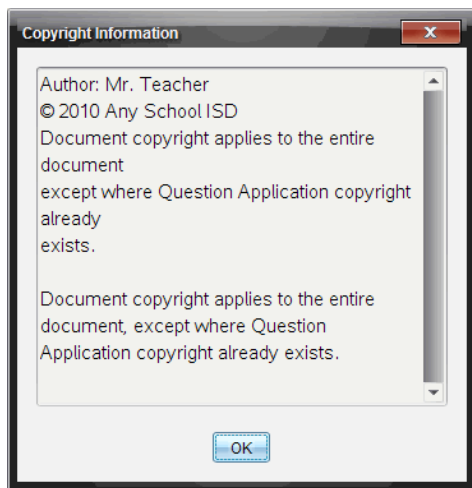 Copyright Information
Author: Mr. Teacher
© 2010 Any School ISD
Document copyright applies to the entire
document
except where Question Application copyright
already
exists.
Document copyright applies to the entire
document, except where Question
Application copyright already exists.
OK